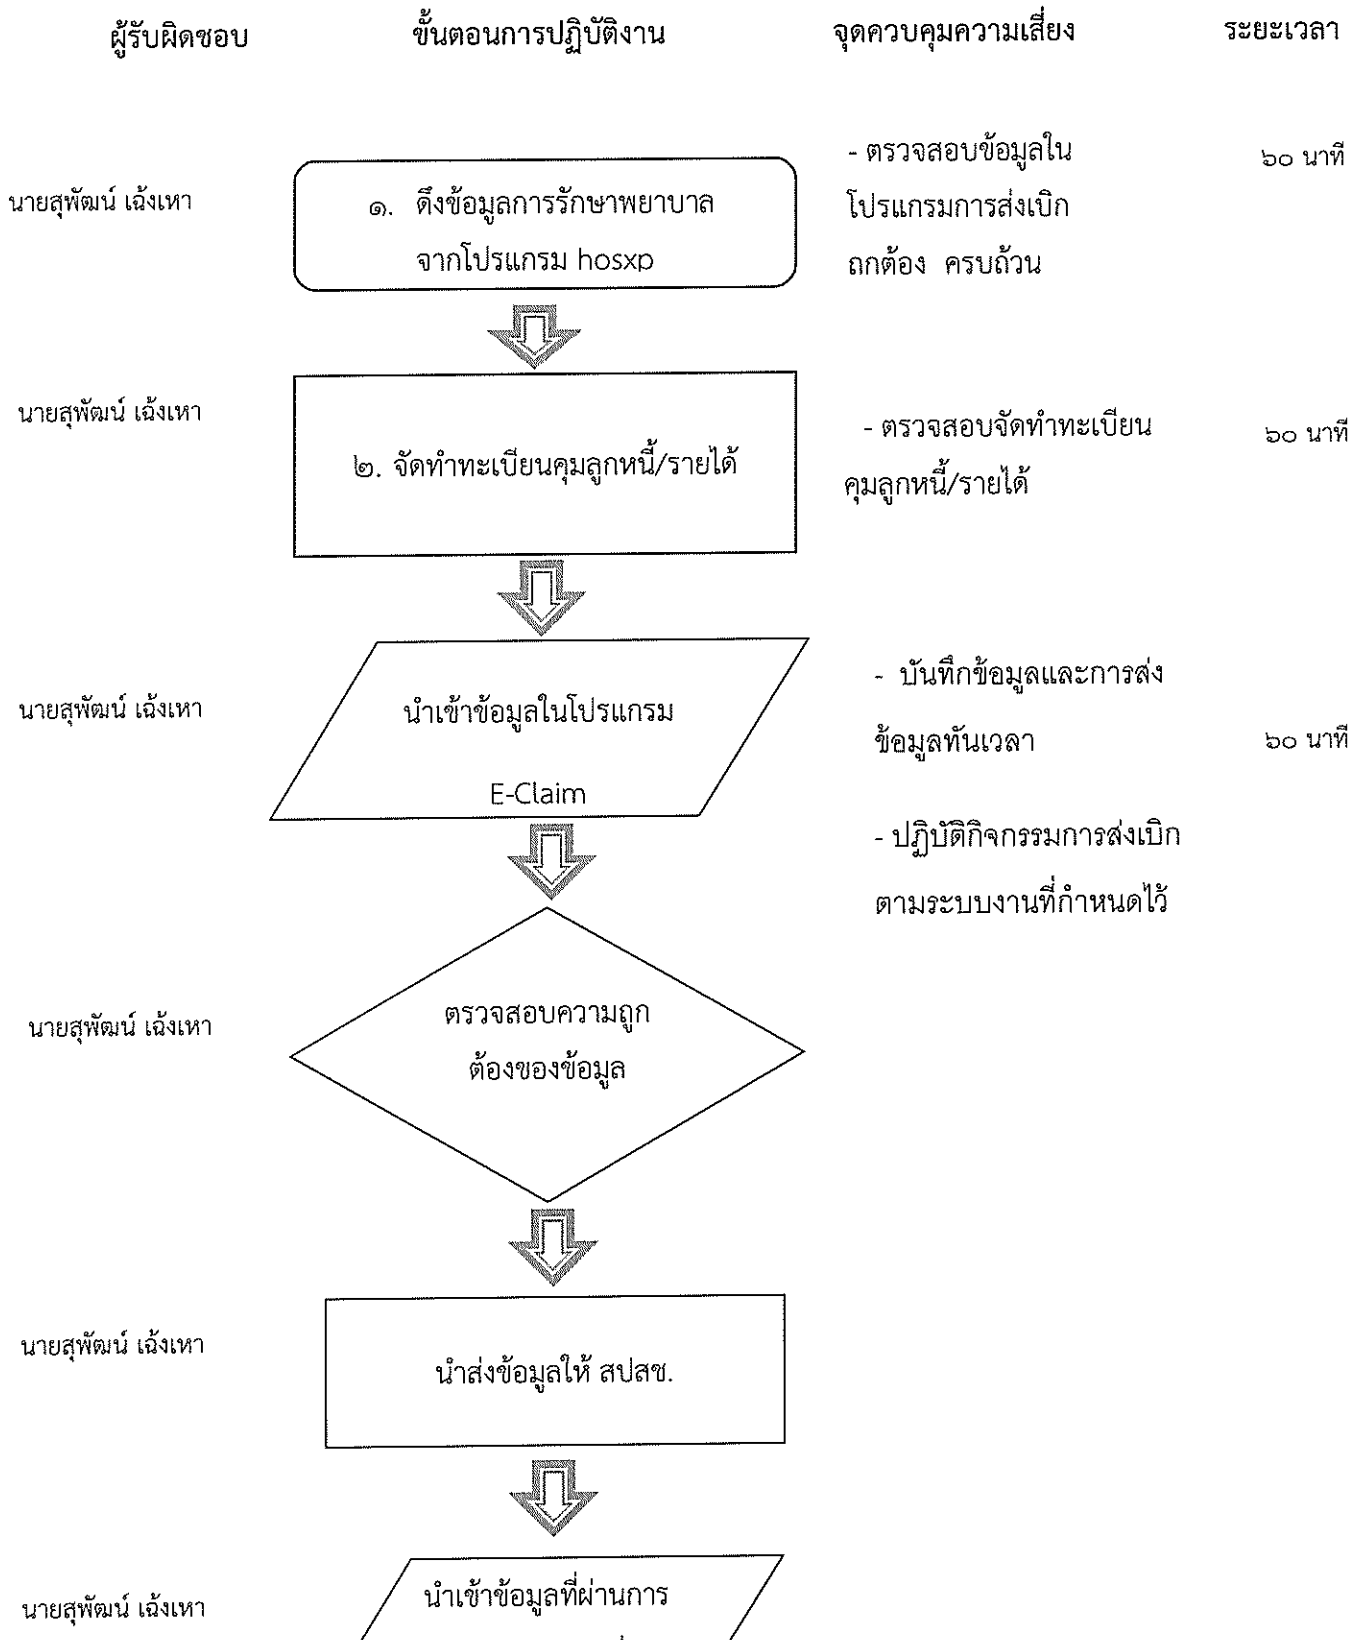 ผู้รับผิดชอบ ขั้นตอนการปฏิบัติงาน จุดควบคุมความเสี่ยง ระยะเวลา
นายสุพัฒน์ เฉ้งเหา
๑. ดึงข้อมูลการรักษาพยาบาล
จากโปรแกรม hosxp
- ตรวจสอบข้อมูลใน
โปรแกรมการส่งเบิก
ถกต้อง ครบถ้วน
๖๐ นาที
นายสุพัฒน์ เฉ้งเหา
๒. จัดทำทะเบียนคุมลูกหนี้/รายได้
- ตรวจสอบจัดทำทะเบียน
คุมลูกหนี้/รายได้
๖๐ นาที
นายสุพัฒน์ เฉ้งเหา
นำเข้าข้อมูลในโปรแกรม
E-Claim
- บันทึกข้อมูลและการส่ง
ข้อมูลทันเวลา
๖๐ นาที
- ปฏิบัติกิจกรรมการส่งเบิก
ตามระบบงานที่กำหนดไว้
นายสุพัฒน์ เฉ้งเหา
ตรวจสอบความถูก
ต้องของข้อมูล
นายสุพัฒน์ เฉ้งเหา
นำส่งข้อมูลให้ สปสช.
นายสุพัฒน์ เฉ้งเหา
นำเข้าข้อมูลที่ผ่านการ